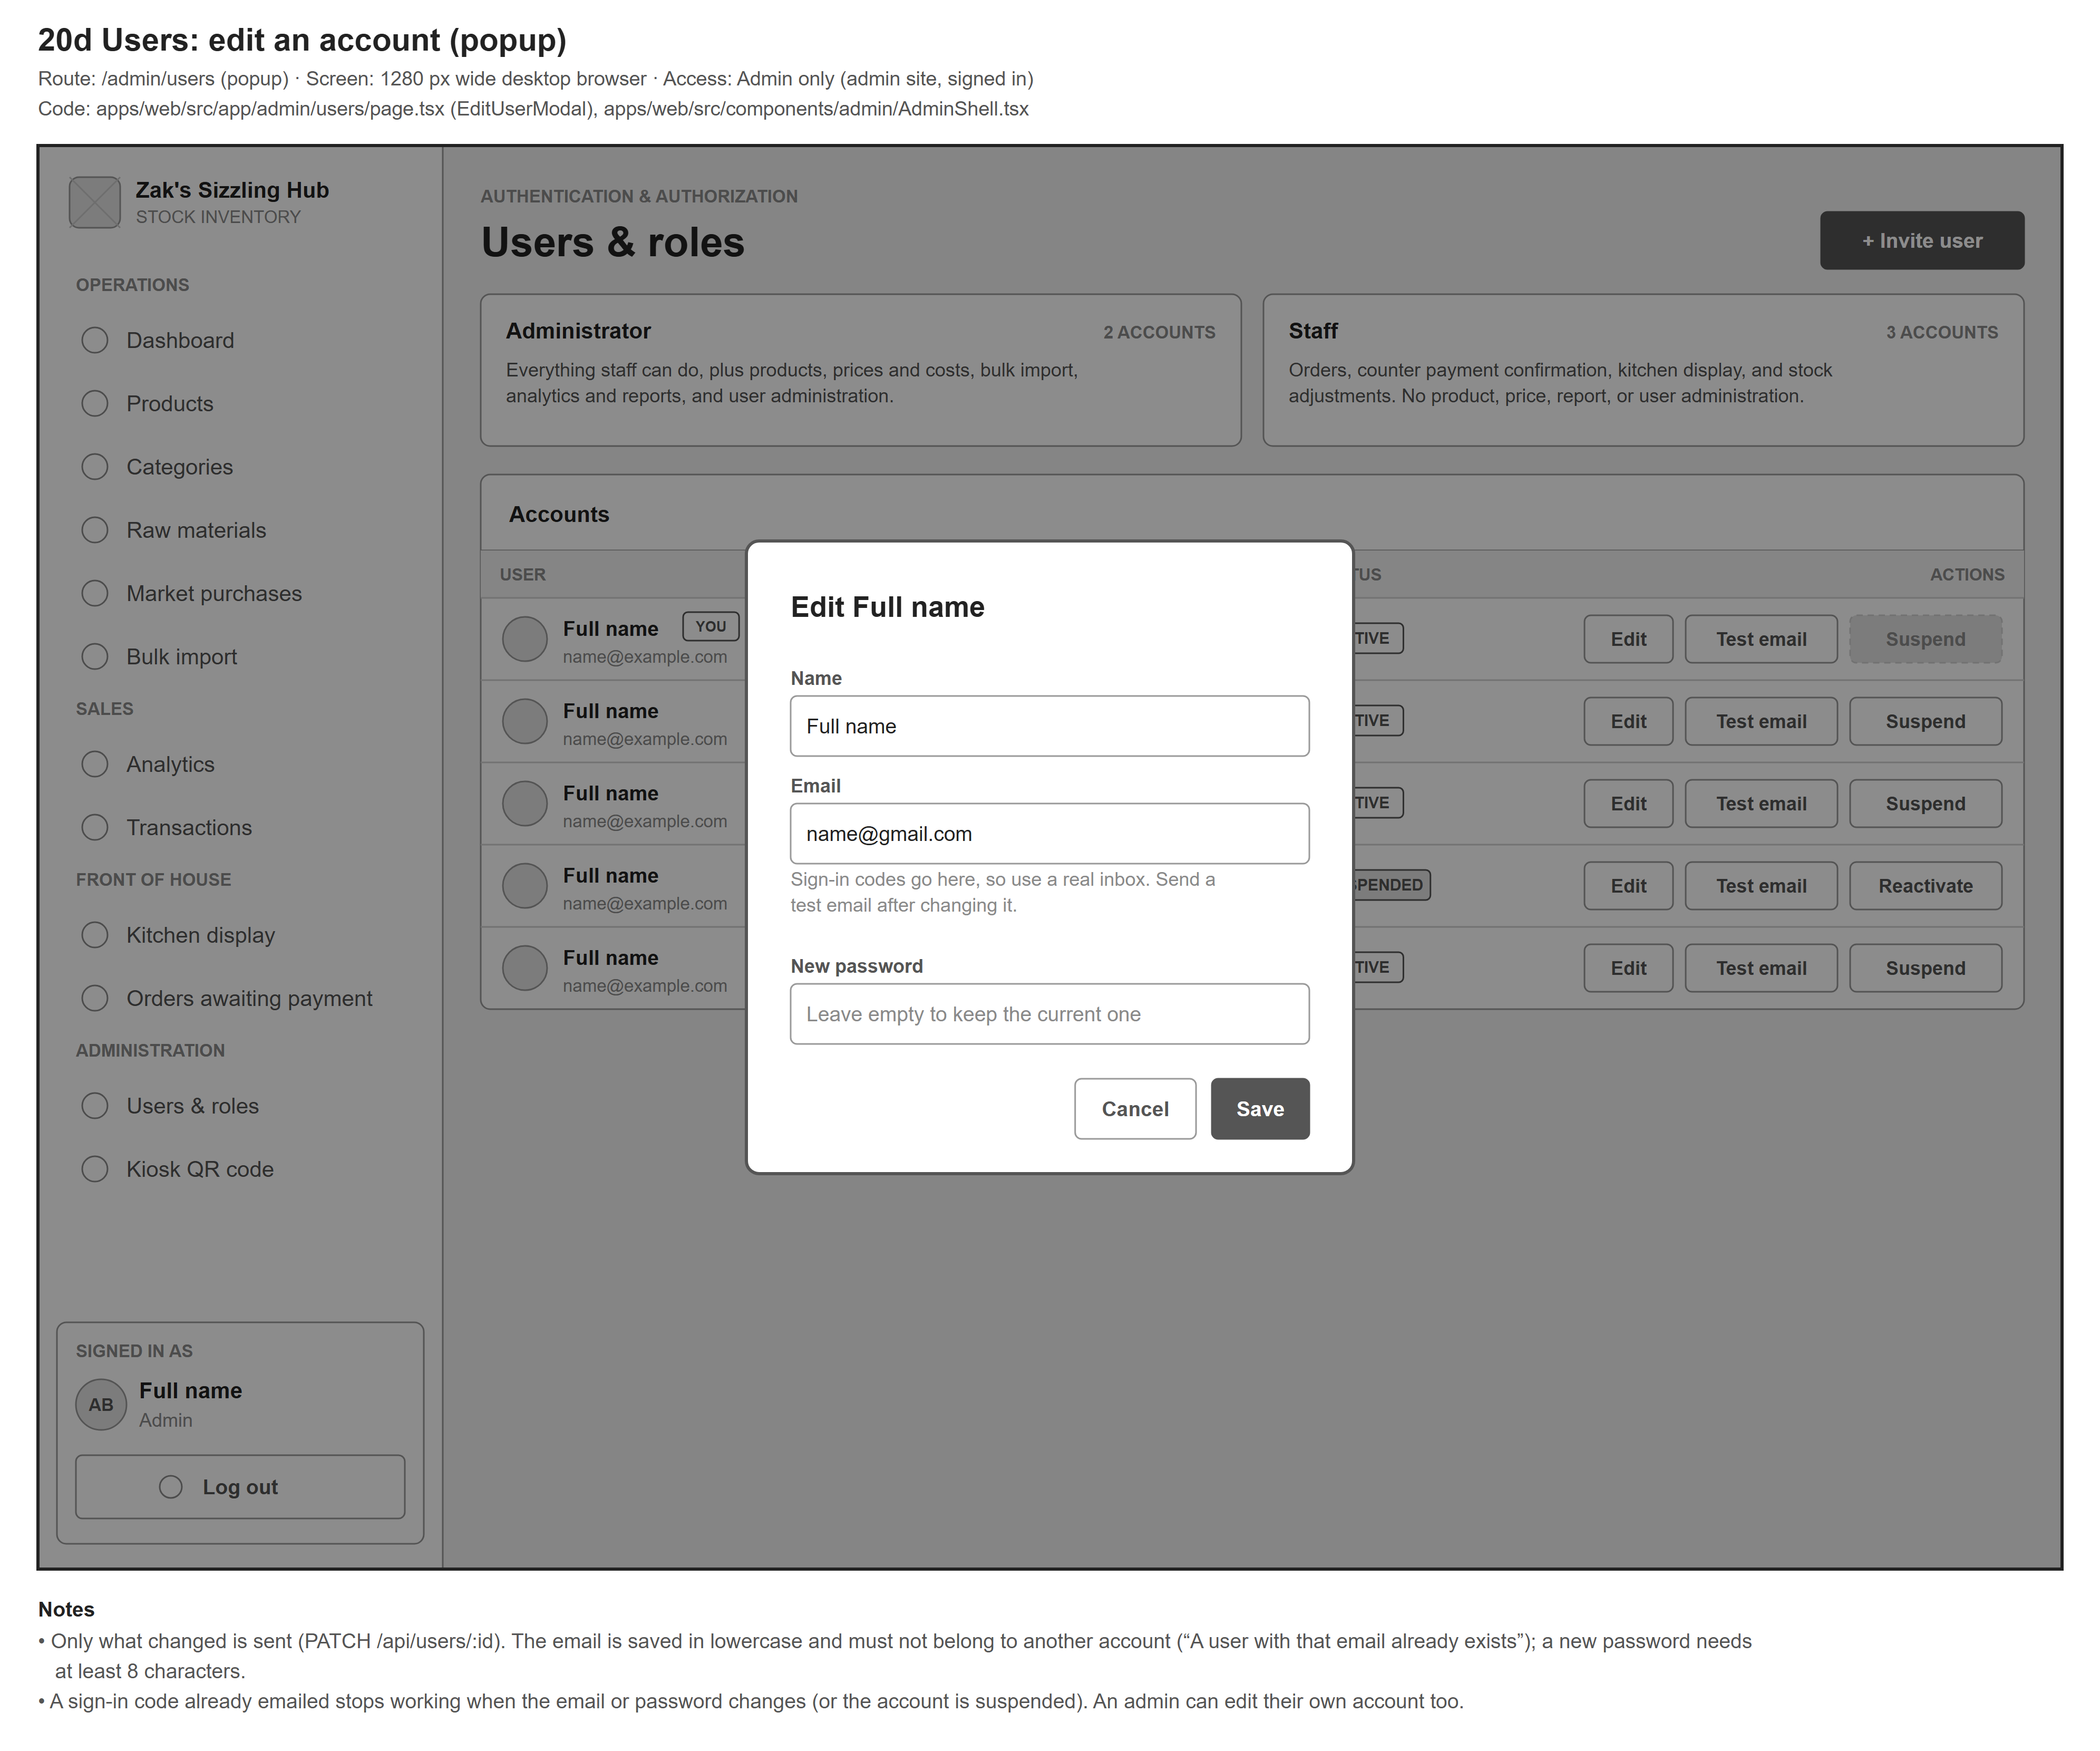 20d Users: edit an account (popup)
Route: /admin/users (popup) · Screen: 1280 px wide desktop browser · Access: Admin only (admin site, signed in)
Code: apps/web/src/app/admin/users/page.tsx (EditUserModal), apps/web/src/components/admin/AdminShell.tsx
Zak's Sizzling Hub
STOCK INVENTORY
OPERATIONS
Dashboard
Products
Categories
Raw materials
Market purchases
Bulk import
SALES
Analytics
Transactions
FRONT OF HOUSE
Kitchen display
Orders awaiting payment
ADMINISTRATION
Users & roles
Kiosk QR code
SIGNED IN AS
AB
Full name
Admin
Log out
AUTHENTICATION & AUTHORIZATION
Users & roles
+ Invite user
Administrator
2 ACCOUNTS
Everything staff can do, plus products, prices and costs, bulk import,
analytics and reports, and user administration.
Staff
3 ACCOUNTS
Orders, counter payment confirmation, kitchen display, and stock
adjustments. No product, price, report, or user administration.
Accounts
USER
TUS
ACTIONS
Full name YOU
name@example.com
TIVE
Edit
Test email
Suspend
Full name
name@example.com
TIVE
Edit
Test email
Suspend
Full name
name@example.com
TIVE
Edit
Test email
Suspend
Full name
name@example.com
SPENDED
Edit
Test email
Reactivate
Full name
name@example.com
TIVE
Edit
Test email
Suspend
Edit Full name
Name
Full name
Email
name@gmail.com
Sign-in codes go here, so use a real inbox. Send a
test email after changing it.
New password
Leave empty to keep the current one
Cancel
Save
Notes
• Only what changed is sent (PATCH /api/users/:id). The email is saved in lowercase and must not belong to another account (“A user with that email already exists”); a new password needs
at least 8 characters.
• A sign-in code already emailed stops working when the email or password changes (or the account is suspended). An admin can edit their own account too.